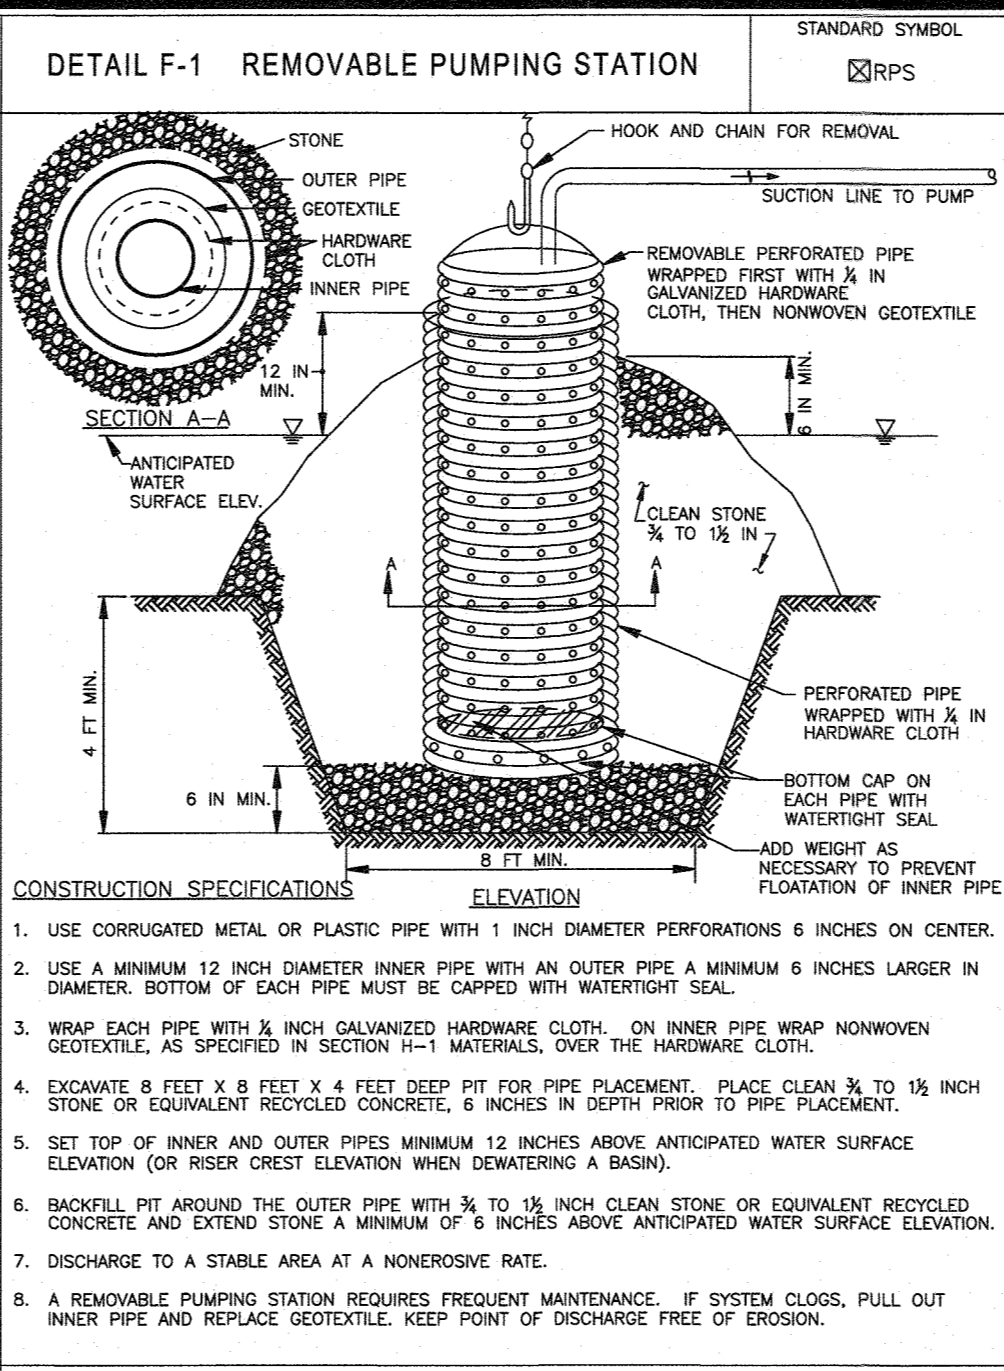 DETAIL F-1 REMOVABLE PUMPING STATION
STANDARD SYMBOL
RPS
STONE
OUTER PIPE
GEOTEXTILE
HARDWARE
CLOTH
INNER PIPE
SECTION A-A
HOOK AND CHAIN FOR REMOVAL
SUCTION LINE TO PUMP
REMOVABLE PERFORATED PIPE
WRAPPED FIRST WITH ¼ IN
GALVANIZED HARDWARE
CLOTH, THEN NONWOVEN GEOTEXTILE
12 IN
MIN.
6 IN MIN.
ANTICIPATED
WATER
SURFACE ELEV.
CLEAN STONE
¾ TO 1½ IN
A
A
4 FT MIN.
PERFORATED PIPE
WRAPPED WITH ¼ IN
HARDWARE CLOTH
6 IN MIN.
BOTTOM CAP ON
EACH PIPE WITH
WATERTIGHT SEAL
8 FT MIN.
ADD WEIGHT AS
NECESSARY TO PREVENT
FLOATATION OF INNER PIPE
ELEVATION
CONSTRUCTION SPECIFICATIONS
1. USE CORRUGATED METAL OR PLASTIC PIPE WITH 1 INCH DIAMETER PERFORATIONS 6 INCHES ON CENTER.
2. USE A MINIMUM 12 INCH DIAMETER INNER PIPE WITH AN OUTER PIPE A MINIMUM 6 INCHES LARGER IN
DIAMETER. BOTTOM OF EACH PIPE MUST BE CAPPED WITH WATERTIGHT SEAL.
3. WRAP EACH PIPE WITH ¼ INCH GALVANIZED HARDWARE CLOTH. ON INNER PIPE WRAP NONWOVEN
GEOTEXTILE, AS SPECIFIED IN SECTION H-1 MATERIALS, OVER THE HARDWARE CLOTH.
4. EXCAVATE 8 FEET X 8 FEET X 4 FEET DEEP PIT FOR PIPE PLACEMENT. PLACE CLEAN ¾ TO 1½ INCH
STONE OR EQUIVALENT RECYCLED CONCRETE, 6 INCHES IN DEPTH PRIOR TO PIPE PLACEMENT.
5. SET TOP OF INNER AND OUTER PIPES MINIMUM 12 INCHES ABOVE ANTICIPATED WATER SURFACE
ELEVATION (OR RISER CREST ELEVATION WHEN DEWATERING A BASIN).
6. BACKFILL PIT AROUND THE OUTER PIPE WITH ¾ TO 1½ INCH CLEAN STONE OR EQUIVALENT RECYCLED
CONCRETE AND EXTEND STONE A MINIMUM OF 6 INCHES ABOVE ANTICIPATED WATER SURFACE ELEVATION.
7. DISCHARGE TO A STABLE AREA AT A NONEROSIVE RATE.
8. A REMOVABLE PUMPING STATION REQUIRES FREQUENT MAINTENANCE. IF SYSTEM CLOGS, PULL OUT
INNER PIPE AND REPLACE GEOTEXTILE. KEEP POINT OF DISCHARGE FREE OF EROSION.